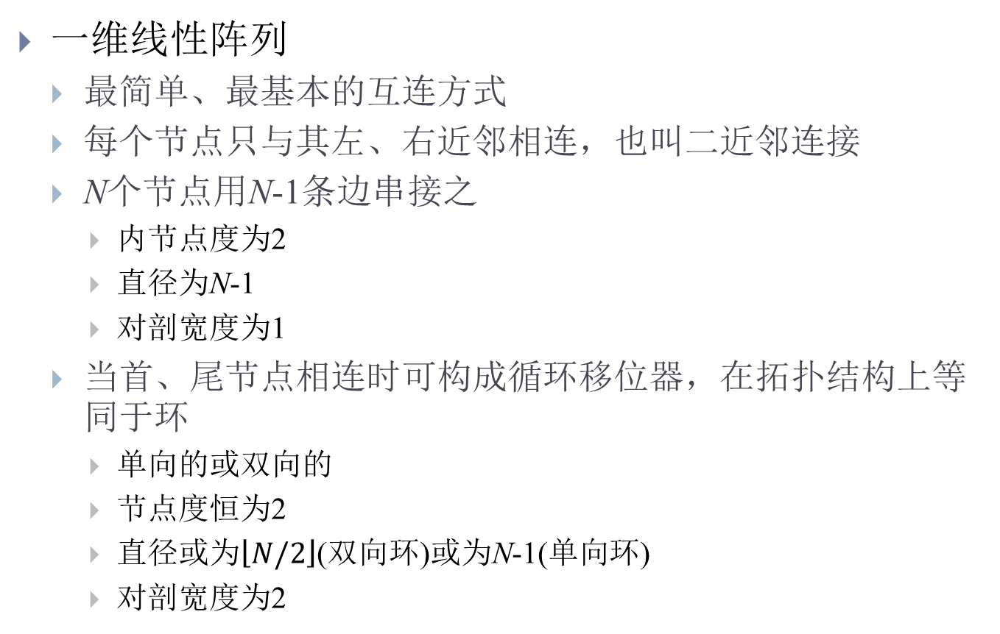 一维线性阵列
最简单、最基本的互连方式
每个节点只与其左、右近邻相连，也叫二近邻连接
N个节点用N-1条边串接之
内节点度为2
直径为N-1
对剖宽度为1
当首、尾节点相连时可构成循环移位器，在拓扑结构上等
同于环
单向的或双向的
节点度恒为2
直径或为⌊N/2⌋(双向环)或为N-1(单向环)
对剖宽度为2